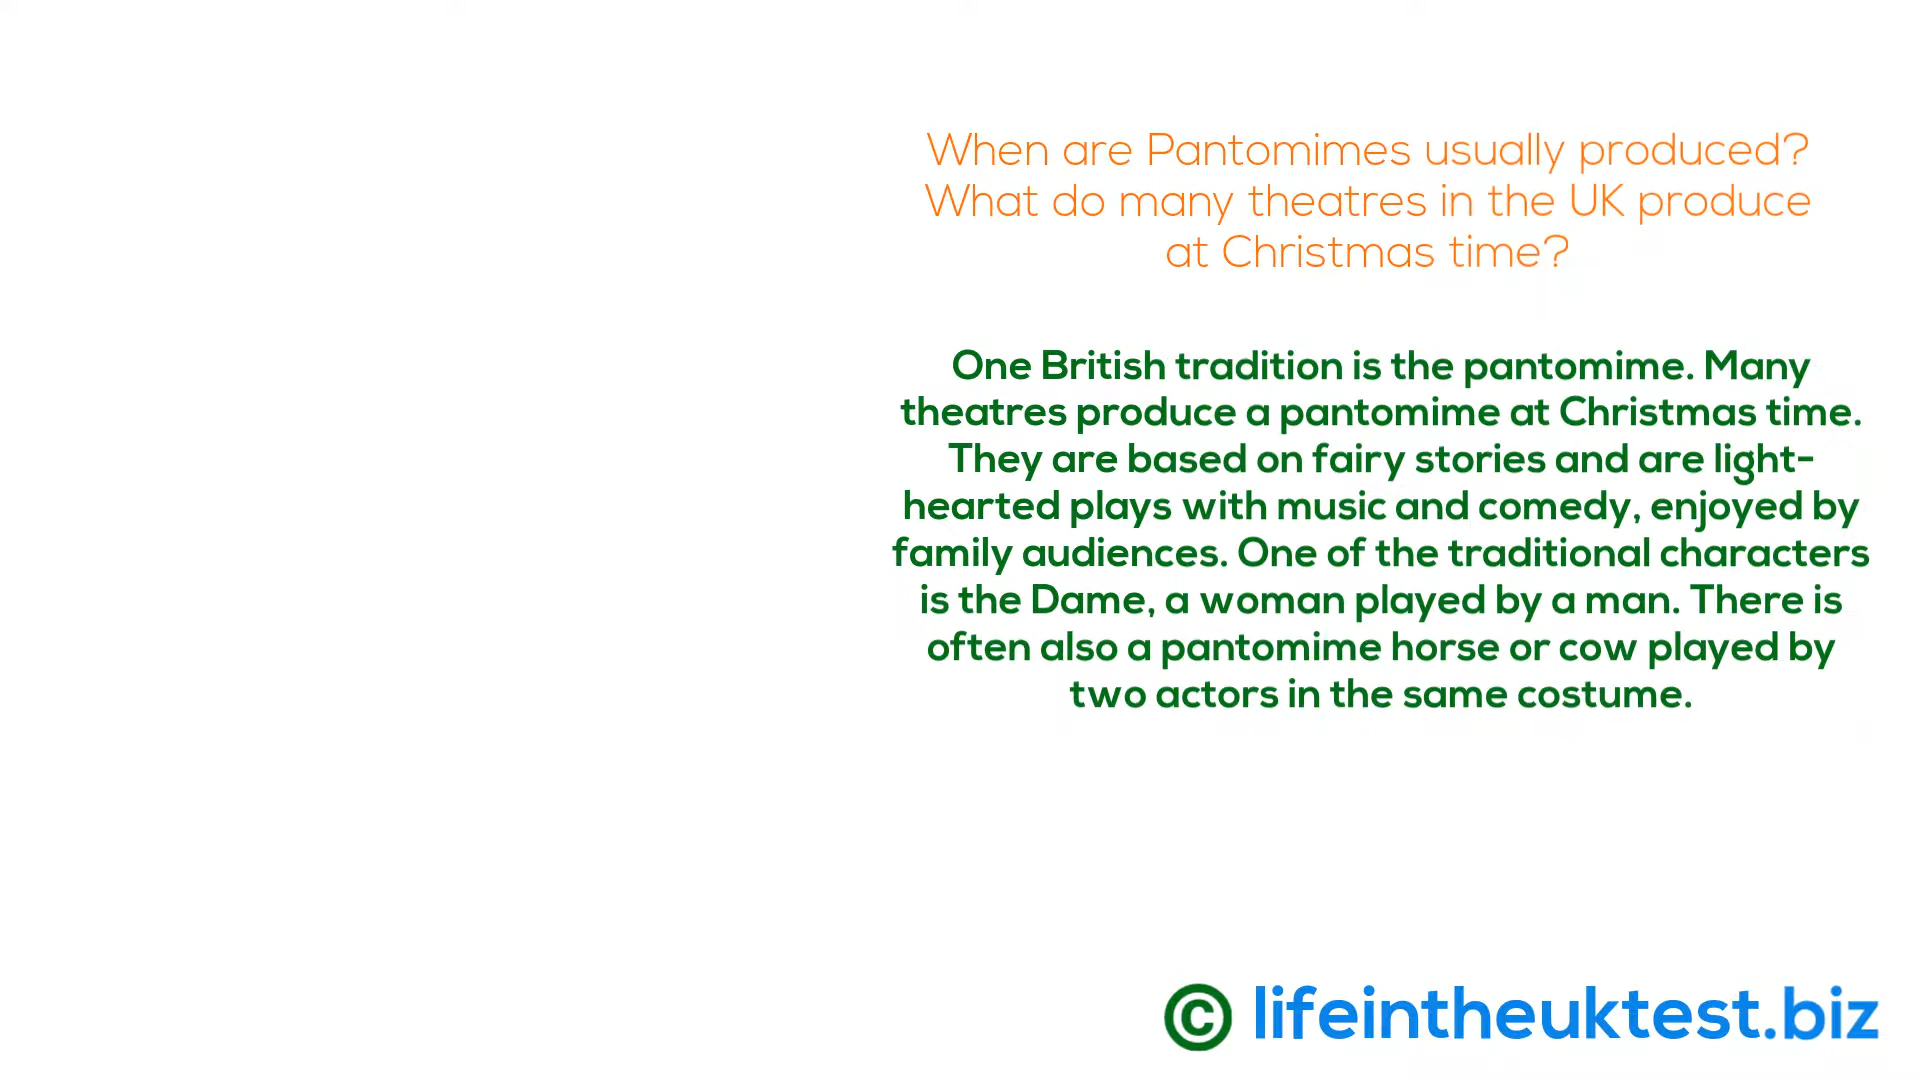 When are Pantomimes usually produced?
What do many theatres in the UK produce
at Christmas time?
One British tradition is the pantomime. Many
theatres produce a pantomime at Christmas time.
They are based on fairy stories and are light-
hearted plays with music and comedy, enjoyed by
family audiences. One of the traditional characters
is the Dame, a woman played by a man. There is
often also a pantomime horse or cow played by
two actors in the same costume.
© lifeintheuktest.biz